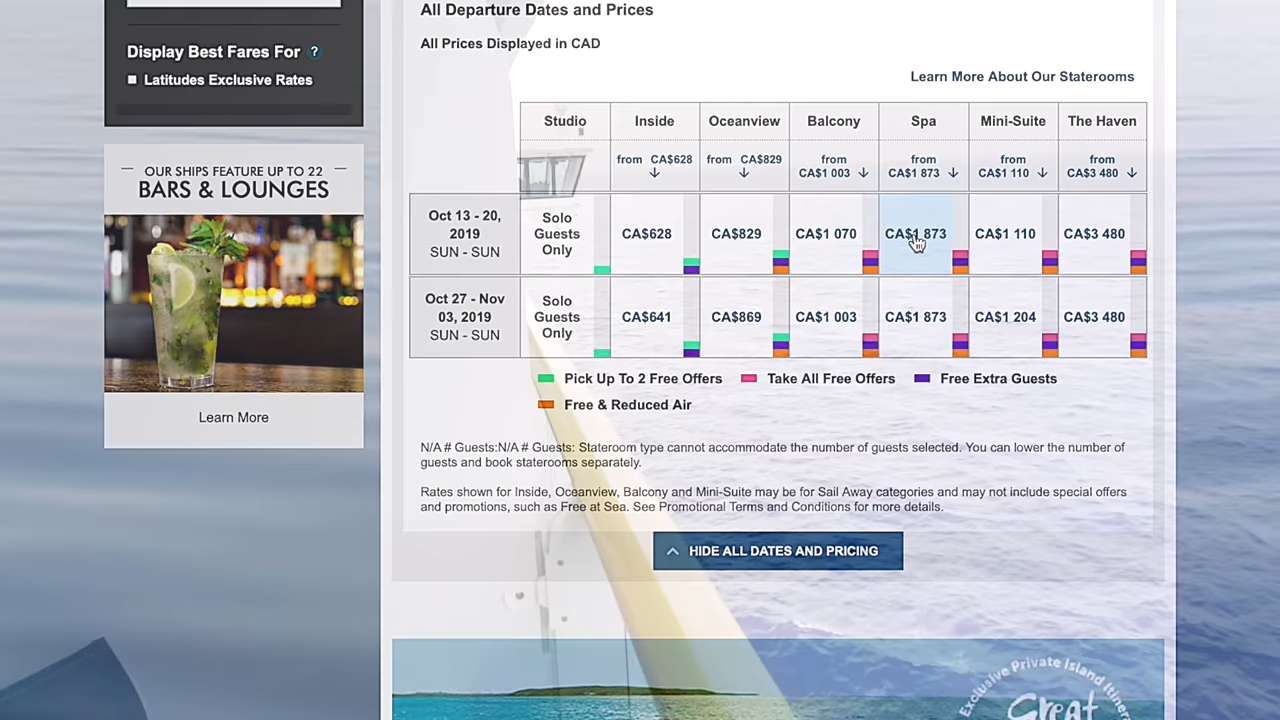 All Departure Dates and Prices
Display Best Fares For ?
All Prices Displayed in CAD
Latitudes Exclusive Rates
Learn More About Our Staterooms
Studio Inside Oceanview Balcony Spa Mini-Suite The Haven
from CA$628 from CA$829 from CA$1 003 from CA$1 873 from CA$1 110 from CA$3 480
OUR SHIPS FEATURE UP TO 22
BARS & LOUNGES
Oct 13 - 20, 2019 SUN - SUN Solo Guests Only CA$628 CA$829 CA$1 070 CA$1 873 CA$1 110 CA$3 480
Oct 27 - Nov 03, 2019 SUN - SUN Solo Guests Only CA$641 CA$869 CA$1 003 CA$1 873 CA$1 204 CA$3 480
Pick Up To 2 Free Offers Take All Free Offers Free Extra Guests
Free & Reduced Air
Learn More
N/A # Guests:N/A # Guests: Stateroom type cannot accommodate the number of guests selected. You can lower the number of
guests and book staterooms separately.
Rates shown for Inside, Oceanview, Balcony and Mini-Suite may be for Sail Away categories and may not include special offers
and promotions, such as Free at Sea. See Promotional Terms and Conditions for more details.
HIDE ALL DATES AND PRICING
Exclusive Private Island
Great